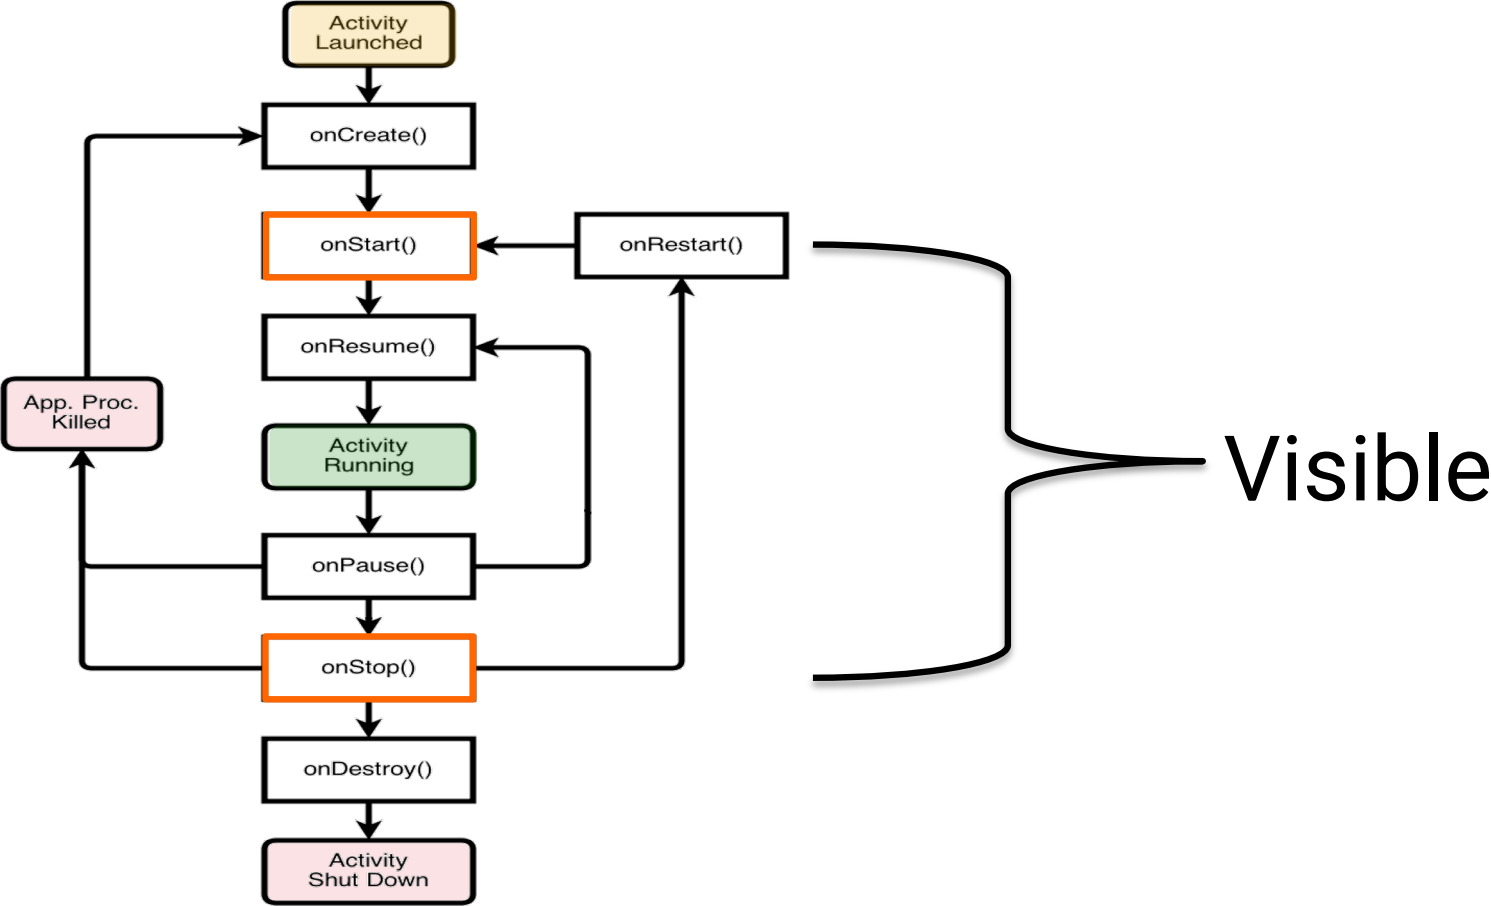 Activity
Launched
onCreate()
onStart()
onRestart()
onResume()
App. Proc.
Killed
Activity
Running
Visible
onPause()
onStop()
onDestroy()
Activity
Shut Down